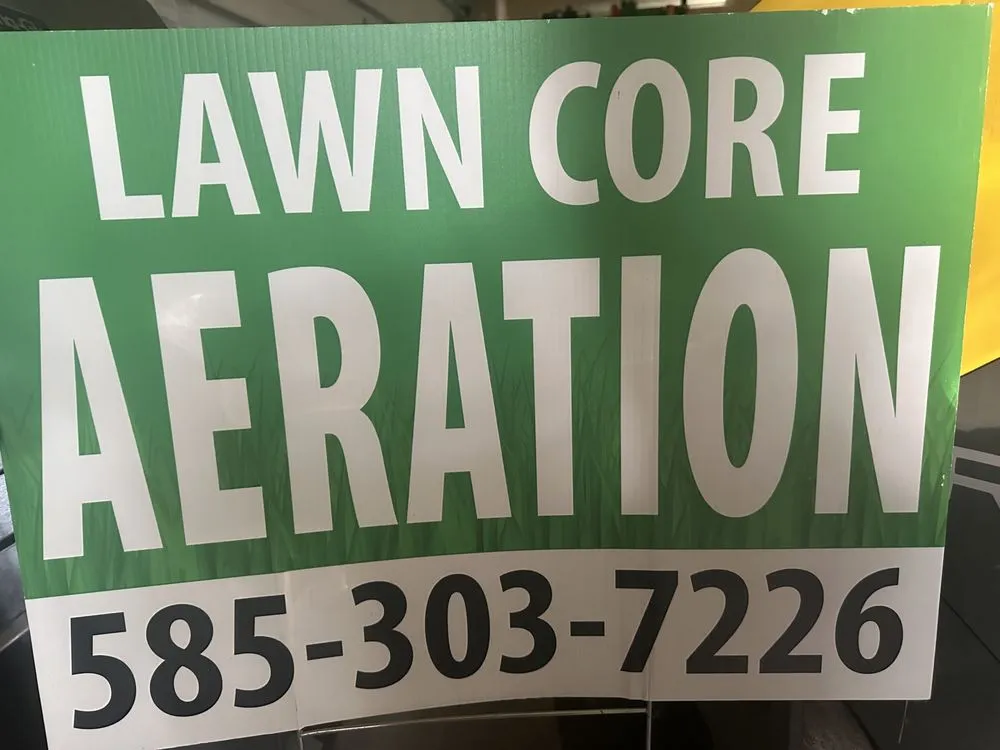 LAWN CORE
AERATION
585-303-7226